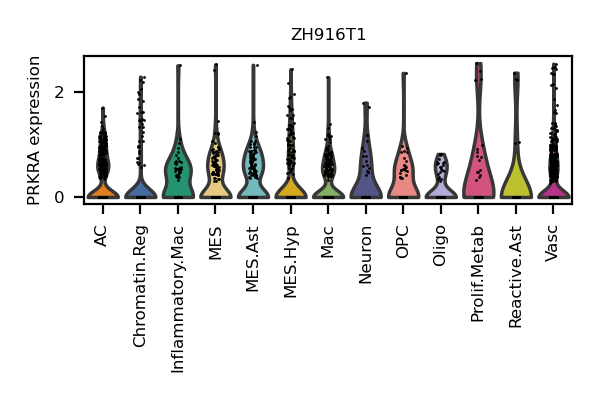 ZH916T1
PRKRA expression
2
0
AC
Chromatin.Reg
Inflammatory.Mac
MES
MES.Ast
MES.Hyp
Mac
Neuron
OPC
Oligo
Prolif.Metab
Reactive.Ast
Vasc